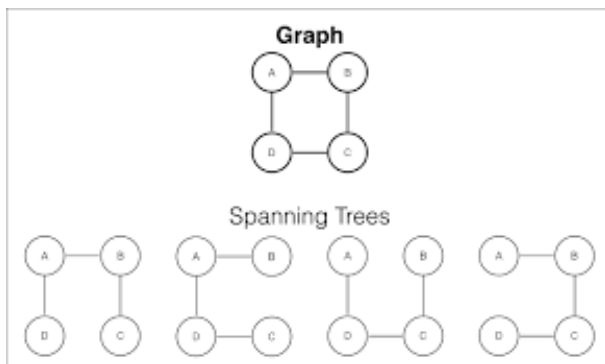 Graph
A B
D C
Spanning Trees
A B A B A B A B
D C D C D C D C